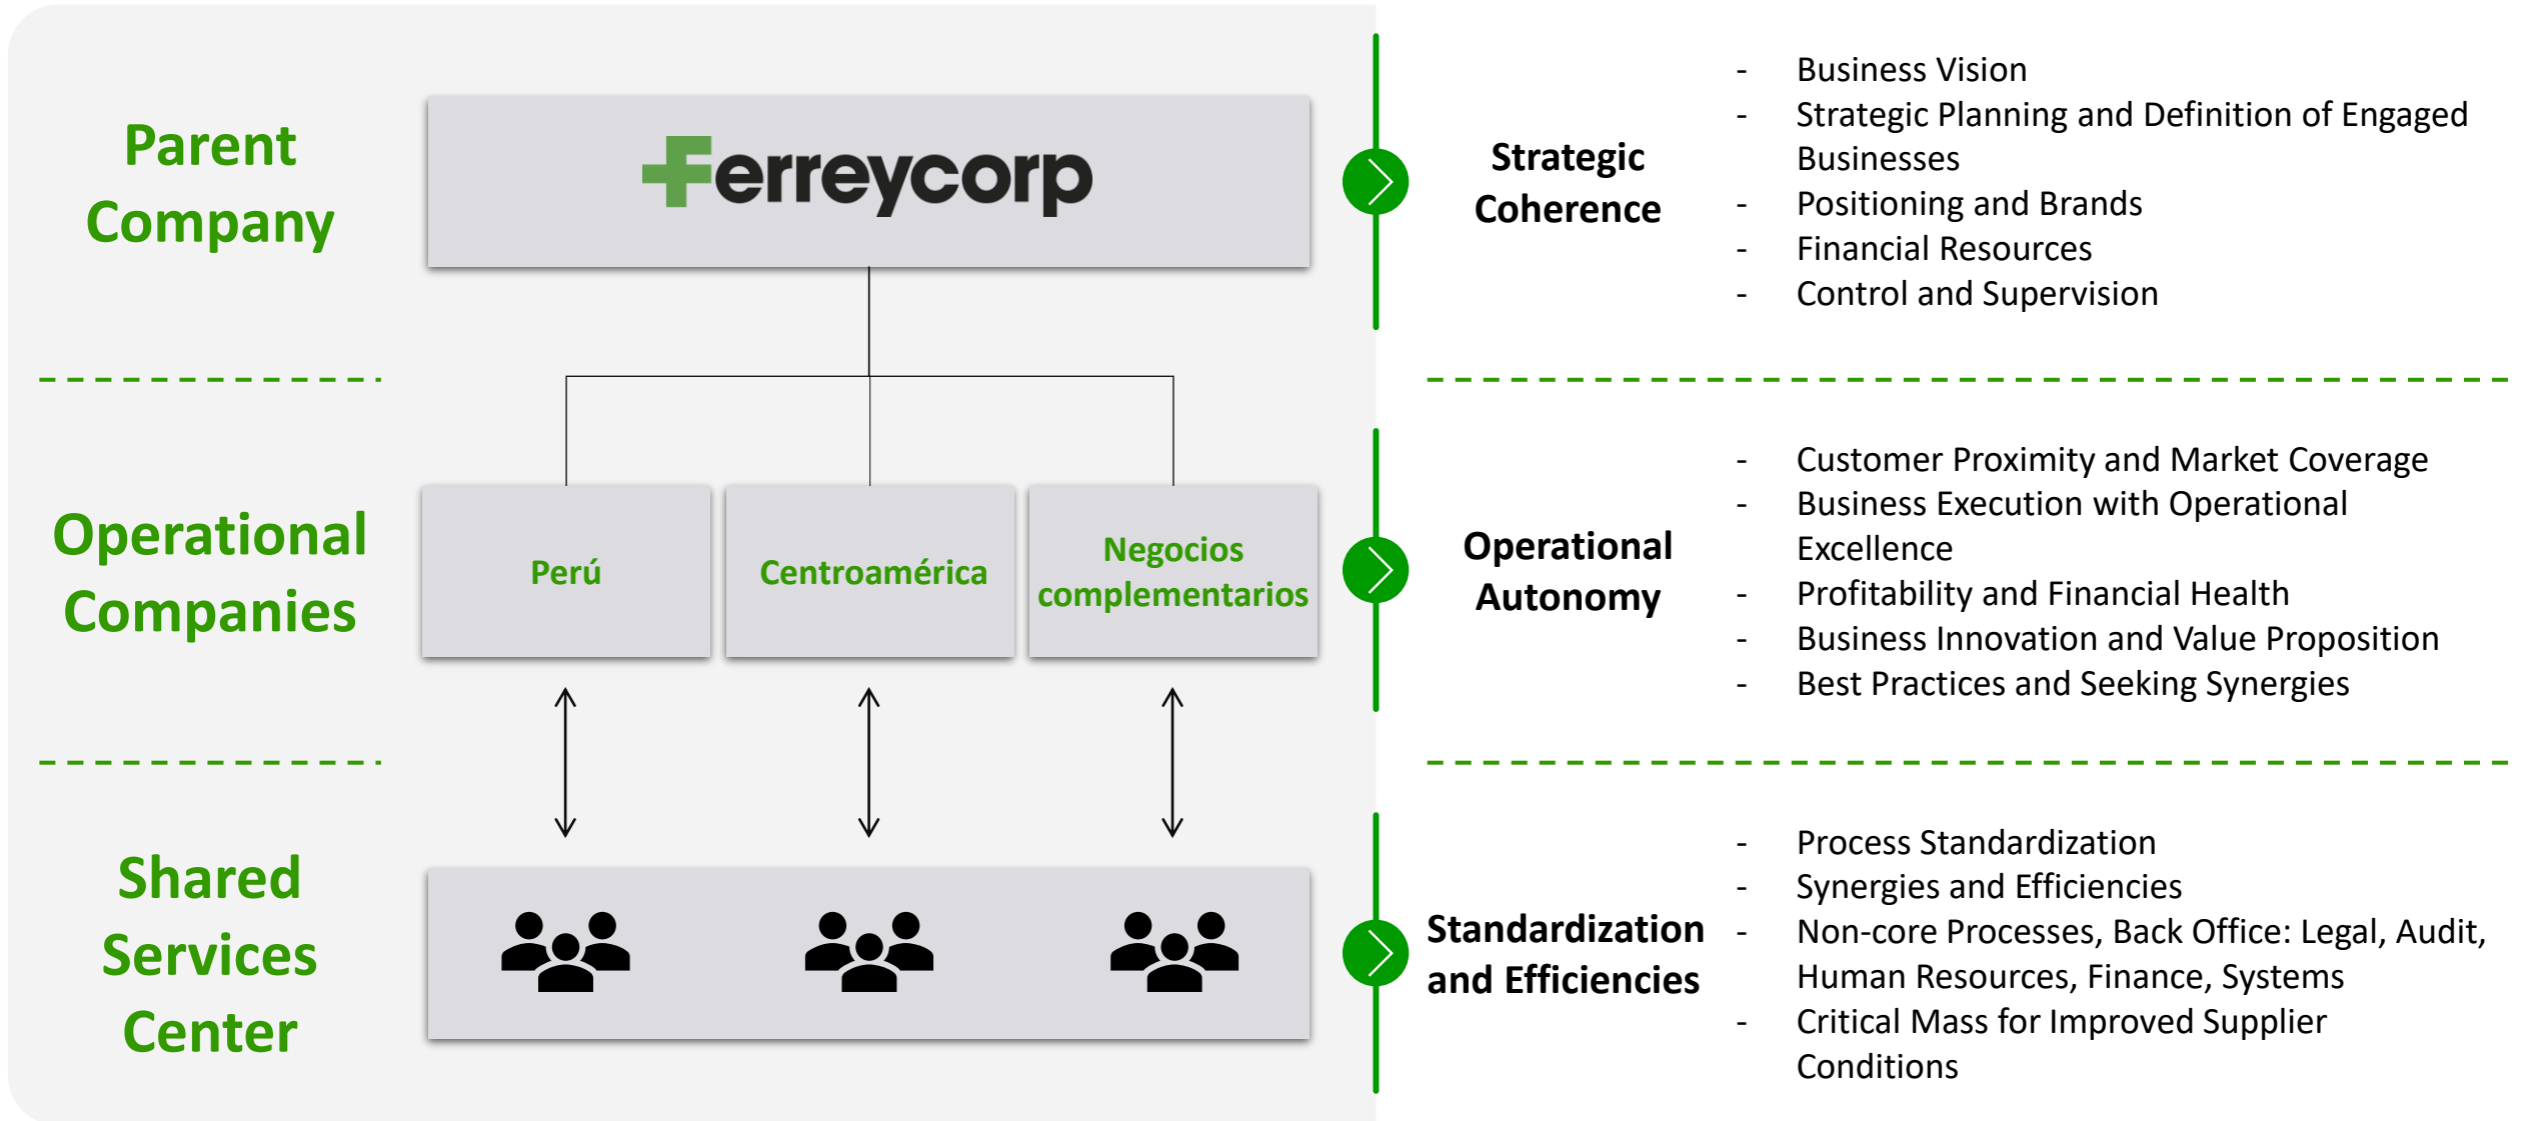 Parent
Company
Ferreycorp
Strategic
Coherence
- Business Vision
- Strategic Planning and Definition of Engaged
Businesses
- Positioning and Brands
- Financial Resources
- Control and Supervision
Operational
Companies
Perú
Centroamérica
Negocios
complementarios
Operational
Autonomy
- Customer Proximity and Market Coverage
- Business Execution with Operational
Excellence
- Profitability and Financial Health
- Business Innovation and Value Proposition
- Best Practices and Seeking Synergies
Shared
Services
Center
Standardization
and Efficiencies
- Process Standardization
- Synergies and Efficiencies
- Non-core Processes, Back Office: Legal, Audit,
Human Resources, Finance, Systems
- Critical Mass for Improved Supplier
Conditions